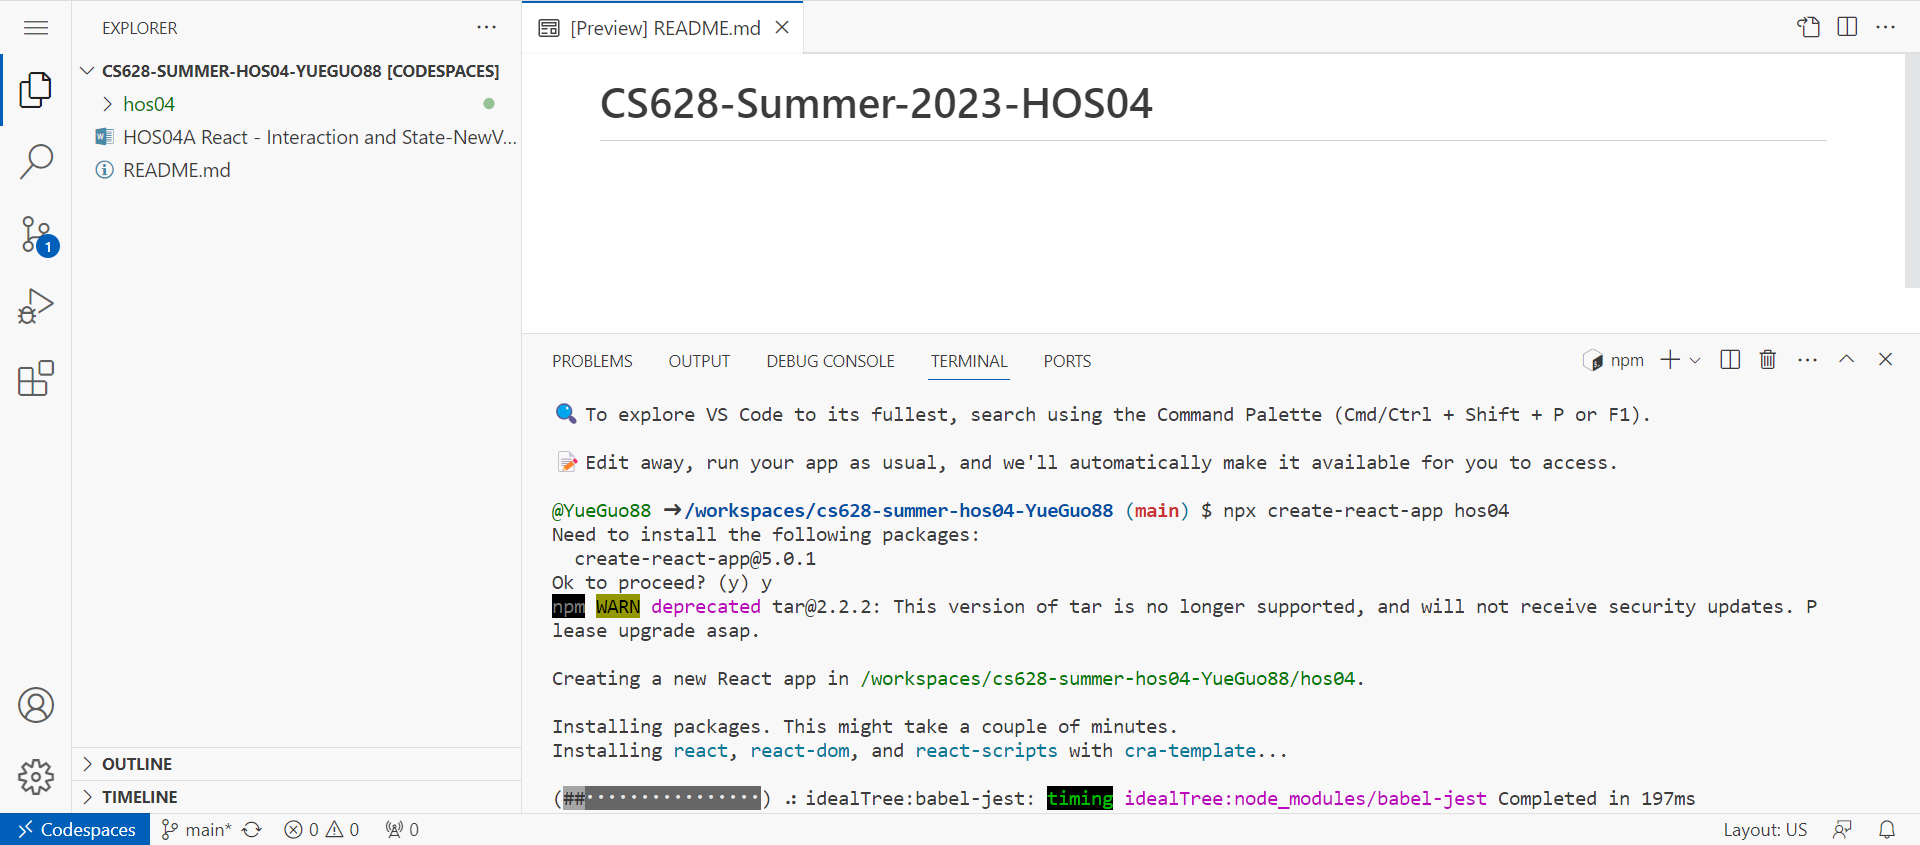 EXPLORER
CS628-SUMMER-HOS04-YUEGUO88 [CODESPACES]
hos04
HOS04A React - Interaction and State-NewV...
README.md
1
OUTLINE
TIMELINE
[Preview] README.md
CS628-Summer-2023-HOS04
PROBLEMS OUTPUT DEBUG CONSOLE TERMINAL PORTS
npm
To explore VS Code to its fullest, search using the Command Palette (Cmd/Ctrl + Shift + P or F1).
Edit away, run your app as usual, and we'll automatically make it available for you to access.
@YueGuo88 ➜/workspaces/cs628-summer-hos04-YueGuo88 (main) $ npx create-react-app hos04
Need to install the following packages:
create-react-app@5.0.1
Ok to proceed? (y) y
npm WARN deprecated tar@2.2.2: This version of tar is no longer supported, and will not receive security updates. P
lease upgrade asap.
Creating a new React app in /workspaces/cs628-summer-hos04-YueGuo88/hos04.
Installing packages. This might take a couple of minutes.
Installing react, react-dom, and react-scripts with cra-template...
(##················) ⠴ idealTree:babel-jest: timing idealTree:node_modules/babel-jest Completed in 197ms
Codespaces main* 0 0 0 Layout: US